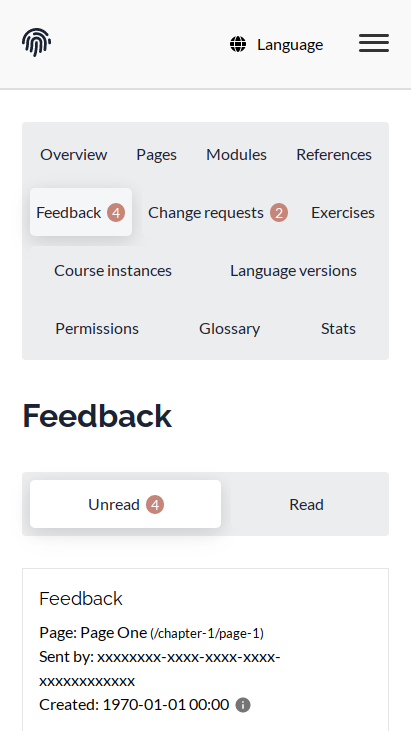 Language
Overview Pages Modules References
Feedback 4 Change requests 2 Exercises
Course instances Language versions
Permissions Glossary Stats
Feedback
Unread 4 Read
Feedback
Page: Page One (/chapter-1/page-1)
Sent by: xxxxxxxx-xxxx-xxxx-xxxx-
xxxxxxxxxxxx
Created: 1970-01-01 00:00